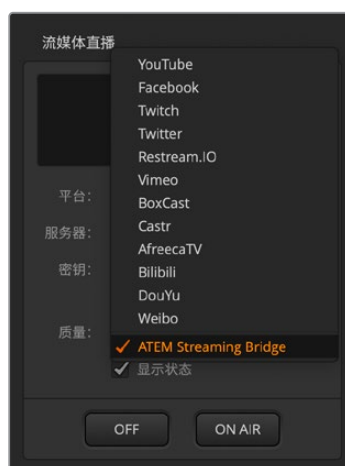 流媒体直播
YouTube
Facebook
Twitch
Twitter
Restream.IO
Vimeo
平台:
BoxCast
服务器:
Castr
AfreecaTV
密钥:
Bilibili
DouYu
Weibo
质量:
ATEM Streaming Bridge
显示状态
OFF
ON AIR